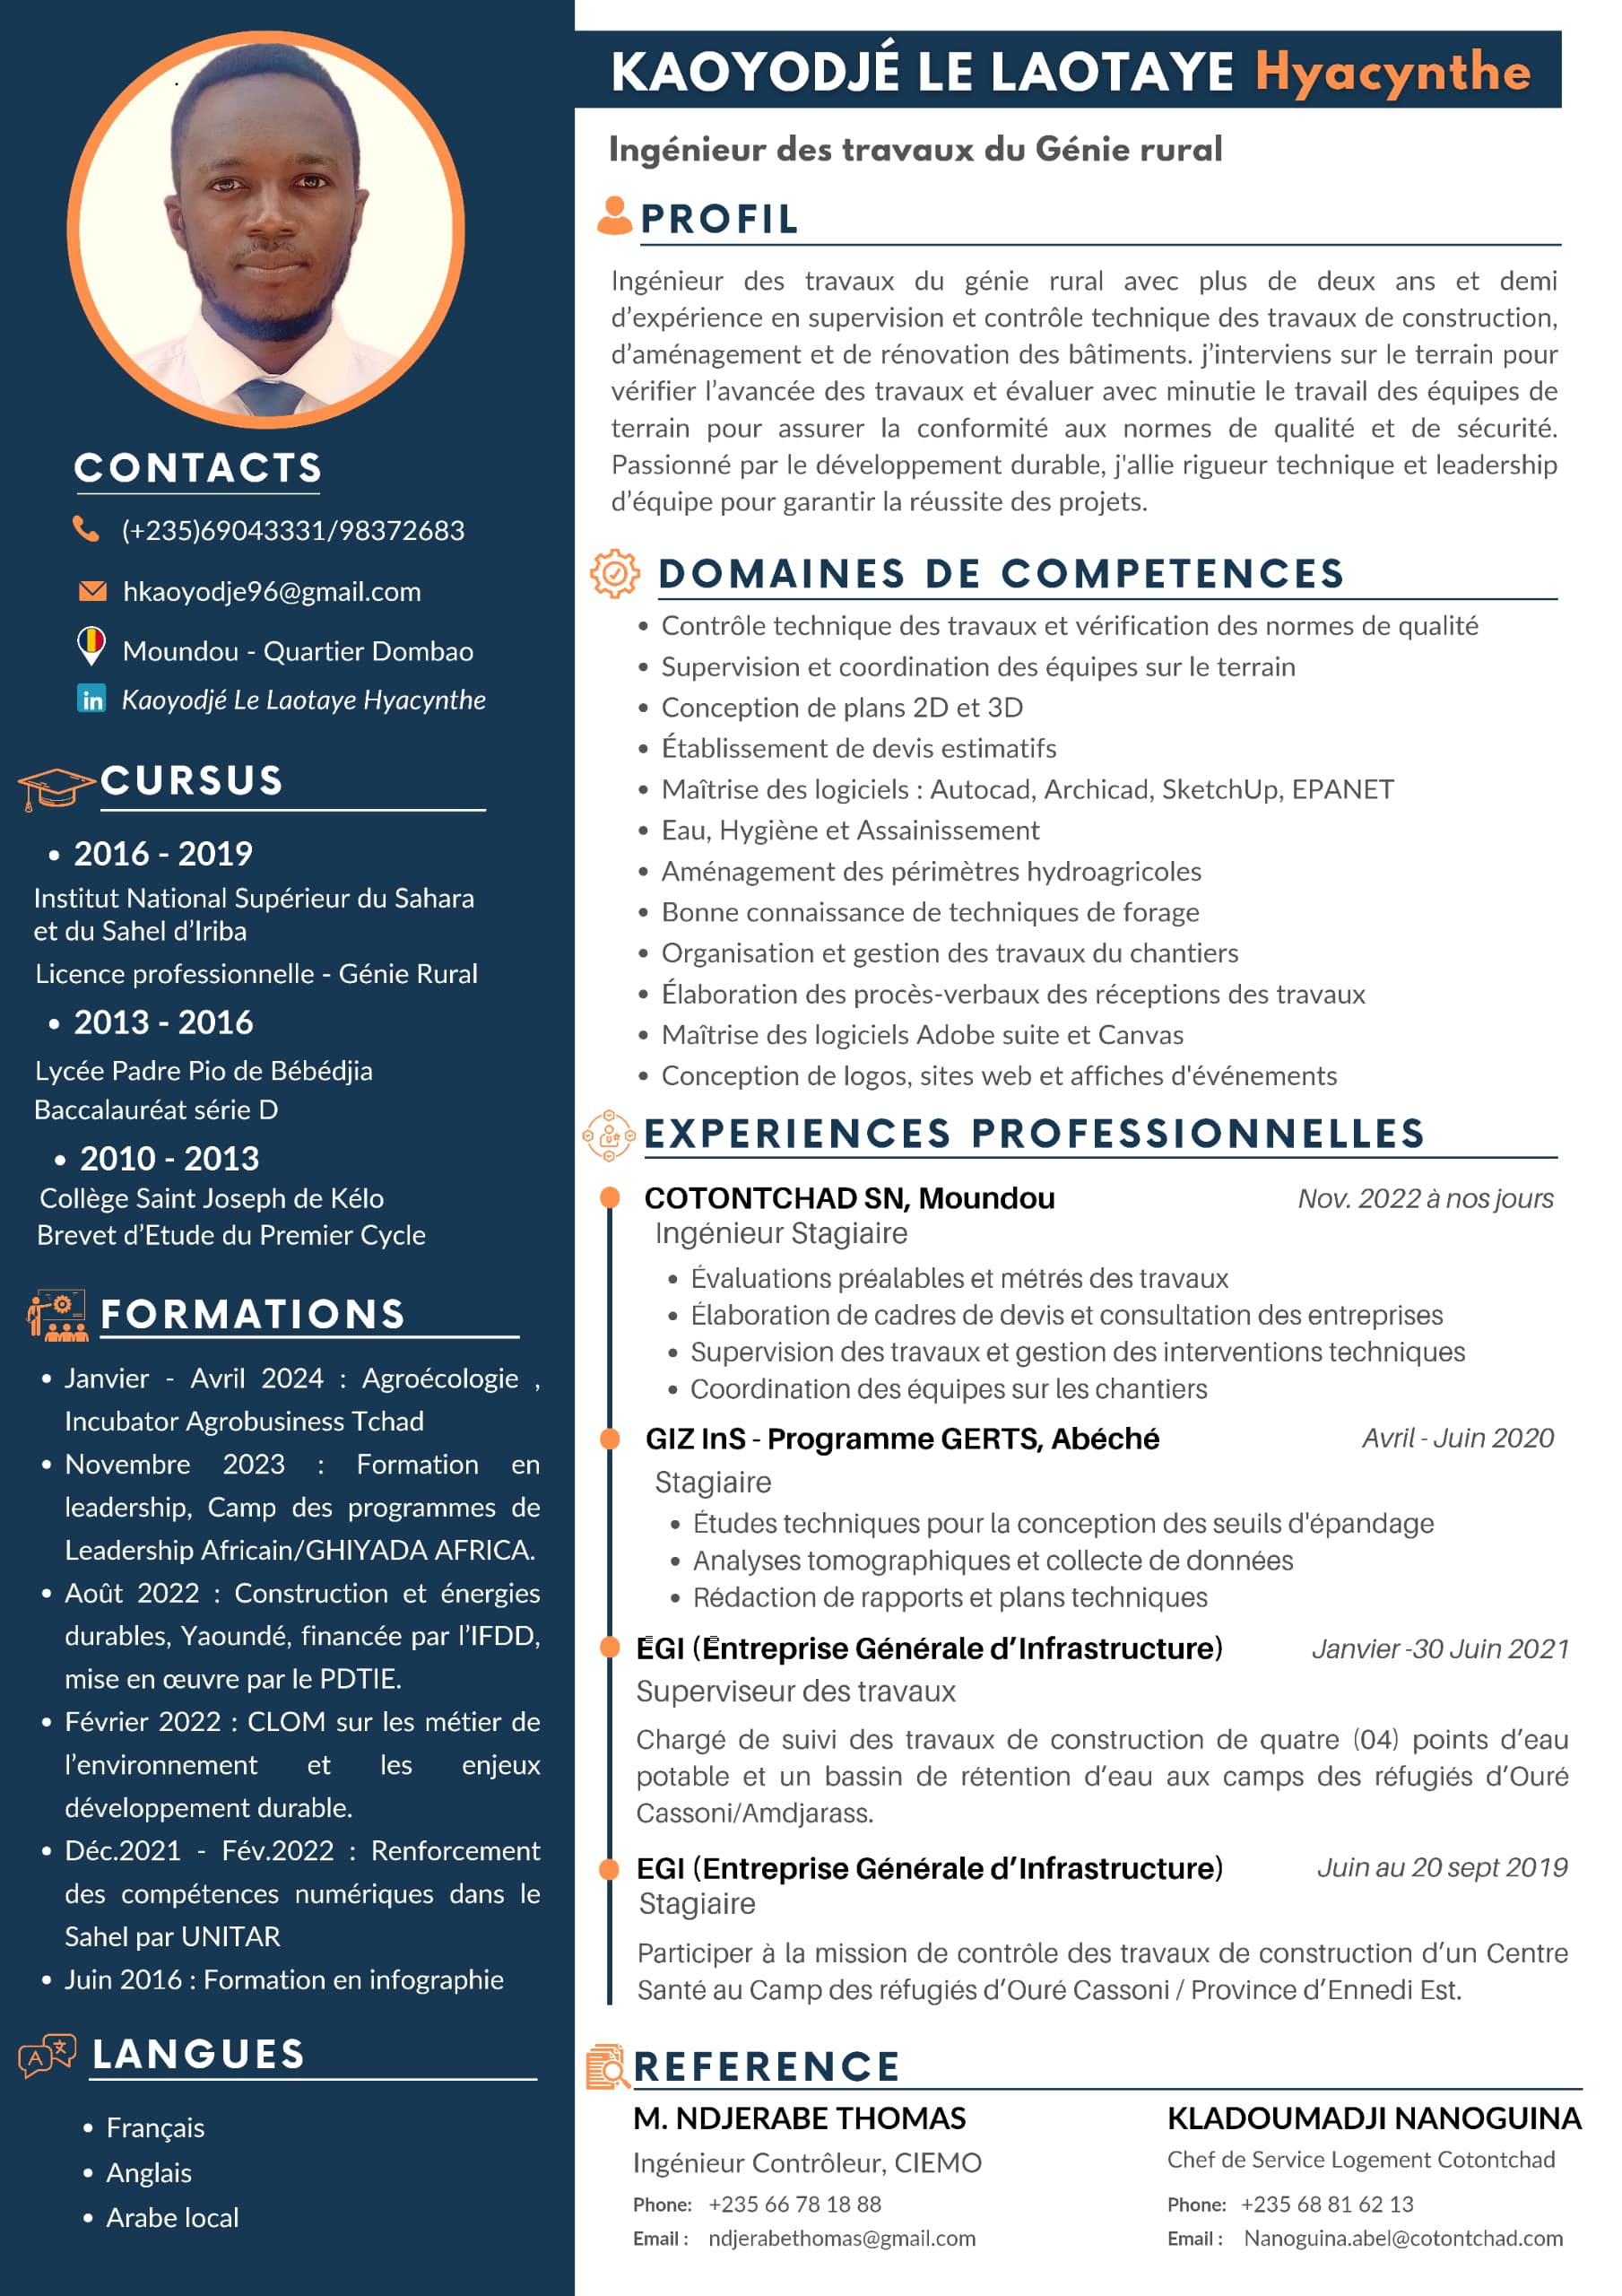 KAOYODJÉ LE LAOTAYE Hyacynthe
Ingénieur des travaux du Génie rural
CONTACTS
(+235)69043331/98372683
hkaoyodje96@gmail.com
Moundou - Quartier Dombao
in Kaoyodjé Le Laotaye Hyacynthe
CURSUS
• 2016 - 2019
Institut National Supérieur du Sahara
et du Sahel d'Iriba
Licence professionnelle - Génie Rural
• 2013 - 2016
Lycée Padre Pio de Bébédjia
Baccalauréat série D
• 2010 - 2013
Collège Saint Joseph de Kélo
Brevet d'Etude du Premier Cycle
FORMATIONS
• Janvier - Avril 2024 : Agroécologie ,
Incubator Agrobusiness Tchad
• Novembre 2023 : Formation en
leadership, Camp des programmes de
Leadership Africain/GHIYADA AFRICA.
• Août 2022 : Construction et énergies
durables, Yaoundé, financée par l'IFDD,
mise en œuvre par le PDTIE.
• Février 2022 : CLOM sur les métier de
l'environnement et les enjeux
développement durable.
• Déc.2021 - Fév.2022 : Renforcement
des compétences numériques dans le
Sahel par UNITAR
• Juin 2016 : Formation en infographie
LANGUES
• Français
• Anglais
• Arabe local
PROFIL
Ingénieur des travaux du génie rural avec plus de deux ans et demi
d'expérience en supervision et contrôle technique des travaux de construction,
d'aménagement et de rénovation des bâtiments. j'interviens sur le terrain pour
vérifier l'avancée des travaux et évaluer avec minutie le travail des équipes de
terrain pour assurer la conformité aux normes de qualité et de sécurité.
Passionné par le développement durable, j'allie rigueur technique et leadership
d'équipe pour garantir la réussite des projets.
DOMAINES DE COMPETENCES
• Contrôle technique des travaux et vérification des normes de qualité
• Supervision et coordination des équipes sur le terrain
• Conception de plans 2D et 3D
• Établissement de devis estimatifs
• Maîtrise des logiciels : Autocad, Archicad, SketchUp, EPANET
• Eau, Hygiène et Assainissement
• Aménagement des périmètres hydroagricoles
• Bonne connaissance de techniques de forage
• Organisation et gestion des travaux du chantiers
• Élaboration des procès-verbaux des réceptions des travaux
• Maîtrise des logiciels Adobe suite et Canvas
• Conception de logos, sites web et affiches d'événements
EXPERIENCES PROFESSIONNELLES
COTONTCHAD SN, Moundou Nov. 2022 à nos jours
Ingénieur Stagiaire
• Évaluations préalables et métrés des travaux
• Élaboration de cadres de devis et consultation des entreprises
• Supervision des travaux et gestion des interventions techniques
• Coordination des équipes sur les chantiers
GIZ InS - Programme GERTS, Abéché Avril - Juin 2020
Stagiaire
• Études techniques pour la conception des seuils d'épandage
• Analyses tomographiques et collecte de données
• Rédaction de rapports et plans techniques
EGI (Entreprise Générale d'Infrastructure) Janvier -30 Juin 2021
Superviseur des travaux
Chargé de suivi des travaux de construction de quatre (04) points d'eau
potable et un bassin de rétention d'eau aux camps des réfugiés d'Ouré
Cassoni/Amdjarass.
EGI (Entreprise Générale d'Infrastructure) Juin au 20 sept 2019
Stagiaire
Participer à la mission de contrôle des travaux de construction d'un Centre
Santé au Camp des réfugiés d'Ouré Cassoni / Province d'Ennedi Est.
REFERENCE
M. NDJERABE THOMAS
Ingénieur Contrôleur, CIEMO
Phone: +235 66 78 18 88
Email : ndjerabethomas@gmail.com
KLADOUMADJI NANOGUINA
Chef de Service Logement Cotontchad
Phone: +235 68 81 62 13
Email : Nanoguina.abel@cotontchad.com